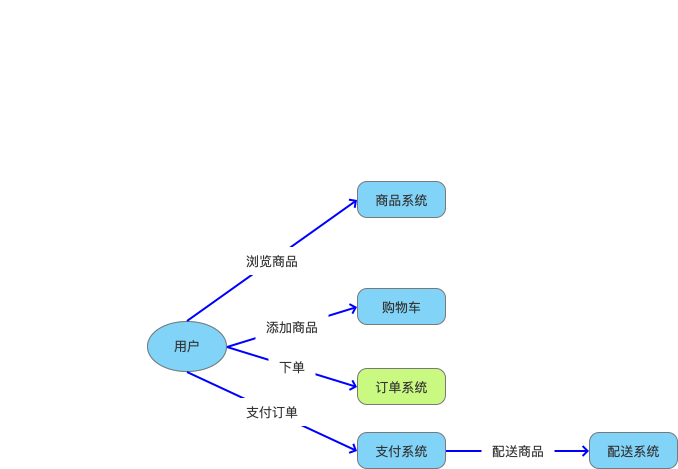 商品系统
浏览商品
购物车
添加商品
用户
下单
订单系统
支付订单
支付系统
配送商品
配送系统